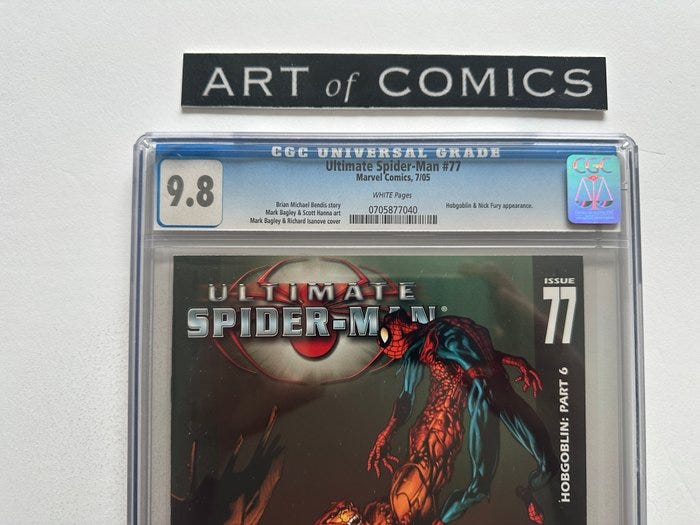 ART of COMICS
CGC UNIVERSAL GRADE
9.8
Ultimate Spider-Man #77
Marvel Comics, 7/05
WHITE Pages
Brian Michael Bendis story
Mark Bagley & Scott Hanna art
Mark Bagley & Richard Isanove cover
0705877040
Hobgoblin & Nick Fury appearance.
CGC
ULTIMATE
SPIDER-MAN®
ISSUE
77
HOBGOBLIN: PART 6